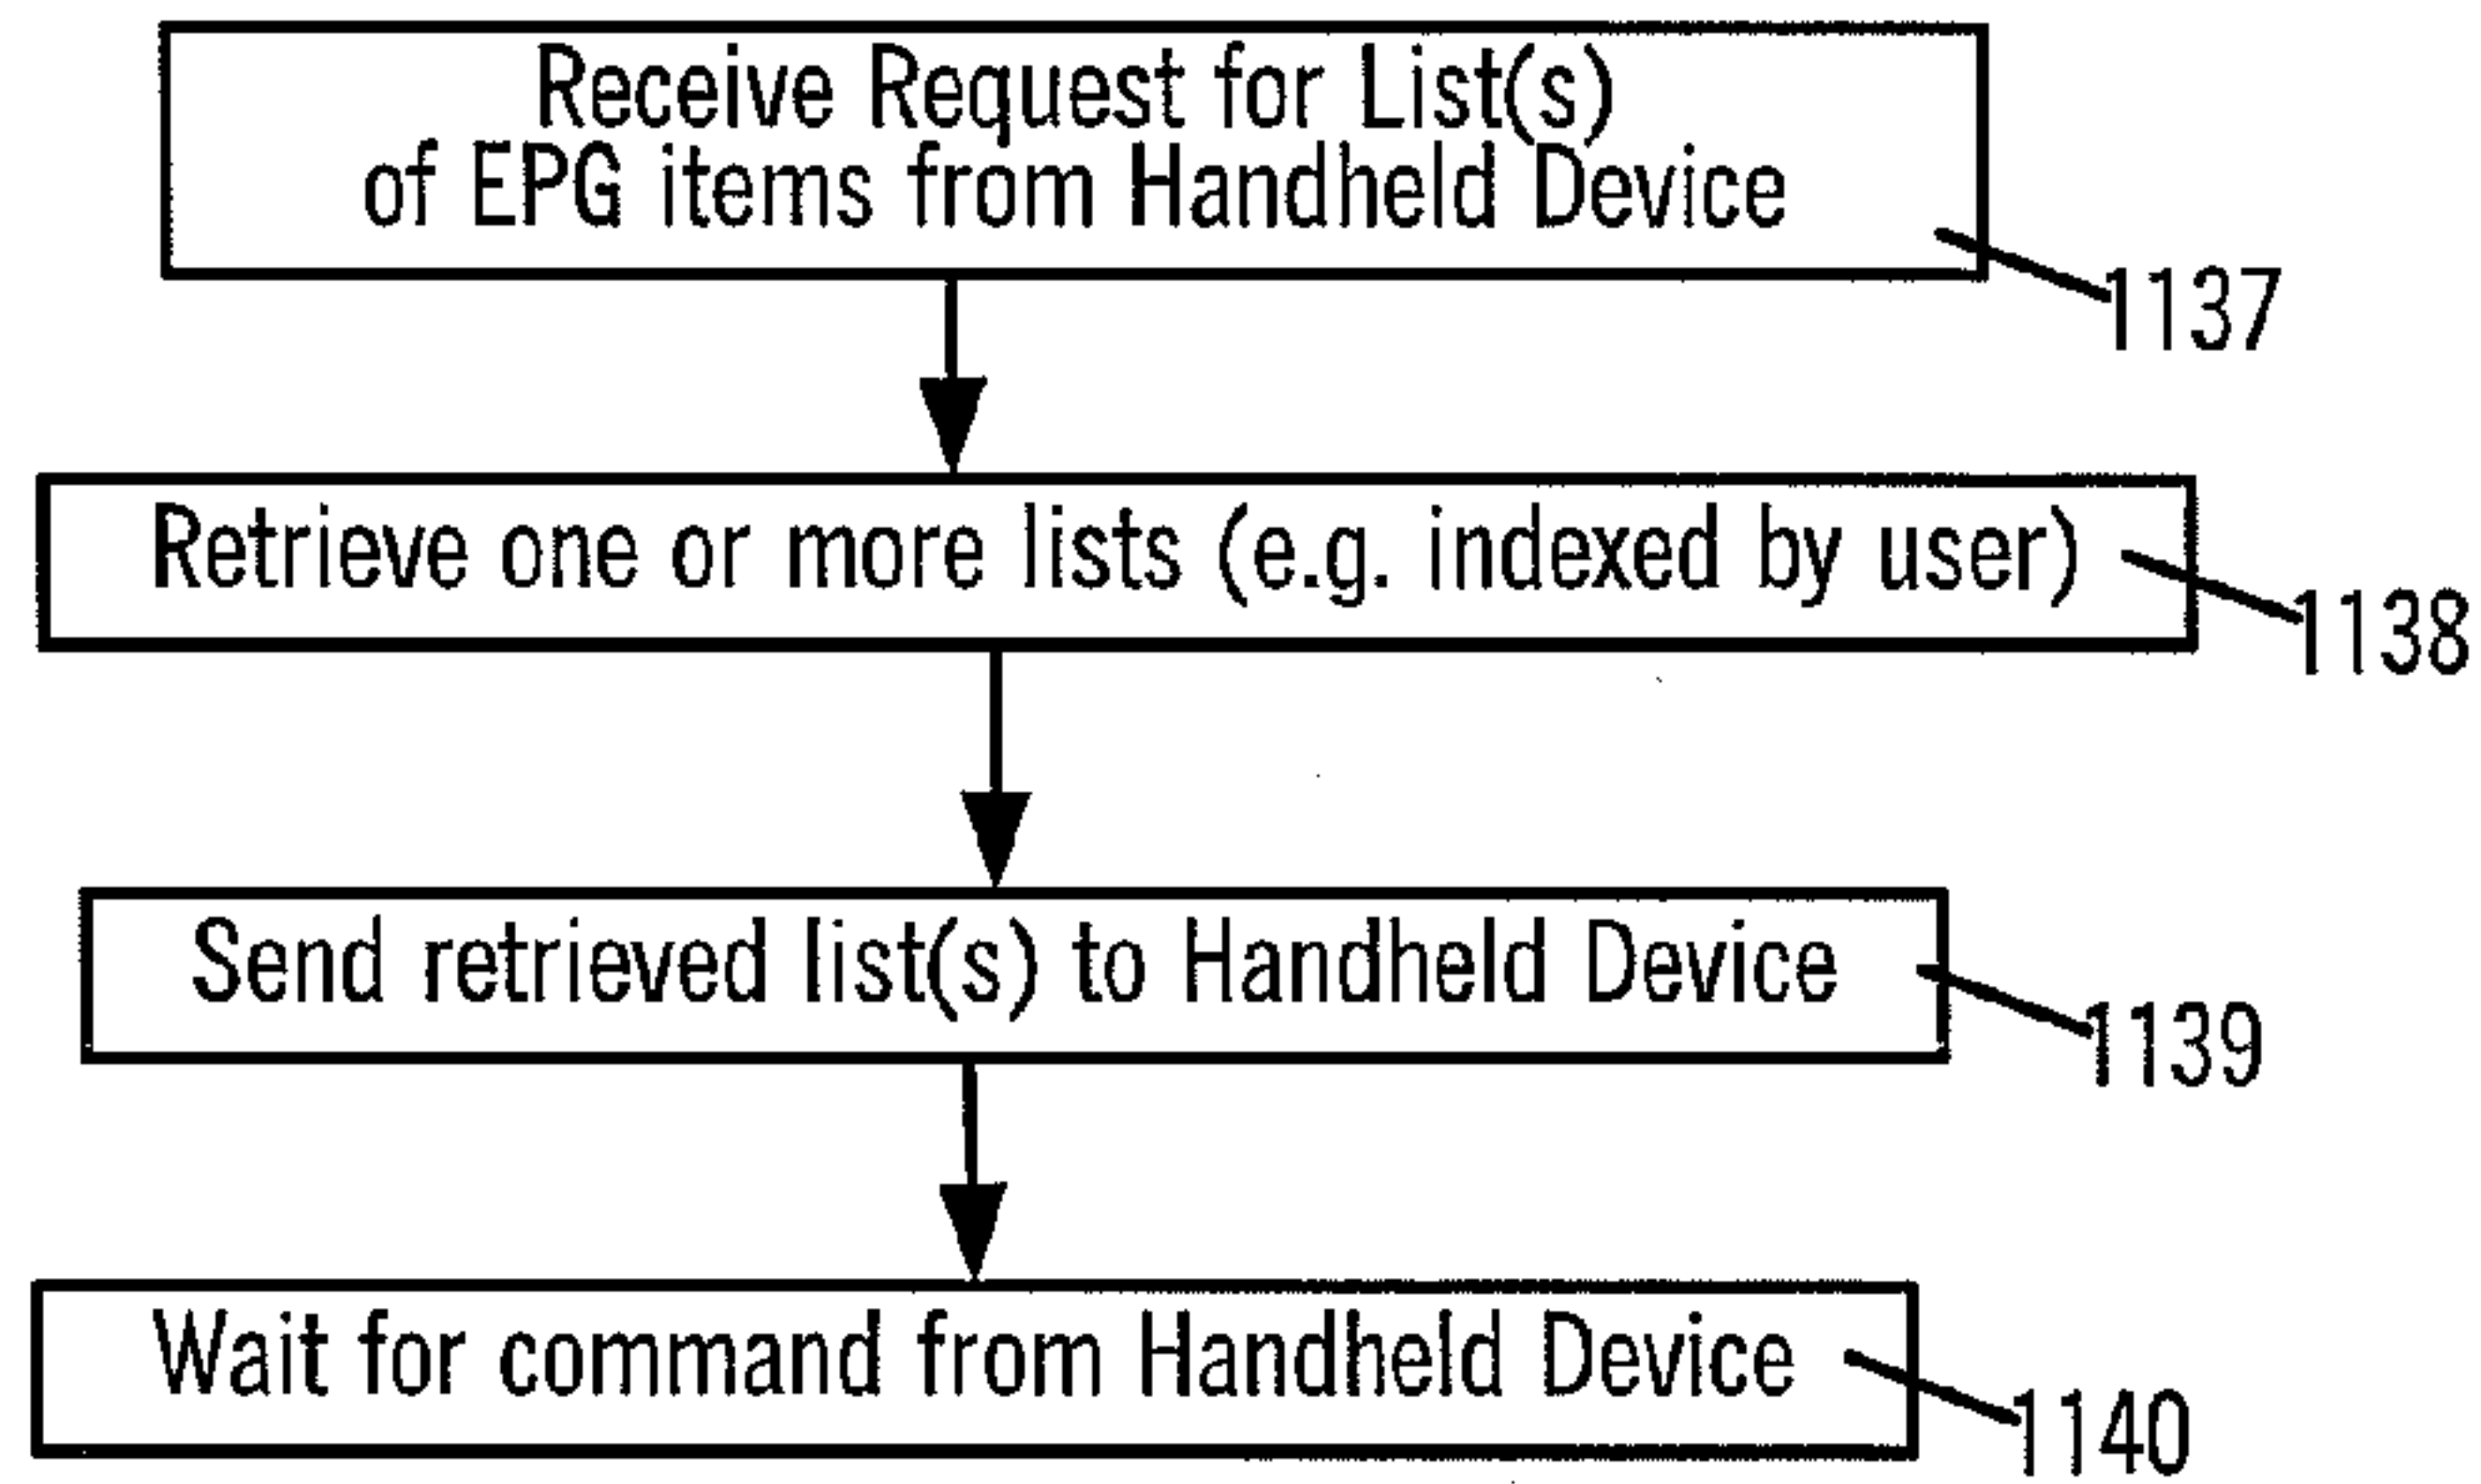 Receive Request for List(s)
of EPG items from Handheld Device
1137
Retrieve one or more lists (e.g. indexed by user)
1138
Send retrieved list(s) to Handheld Device
1139
Wait for command from Handheld Device
1140